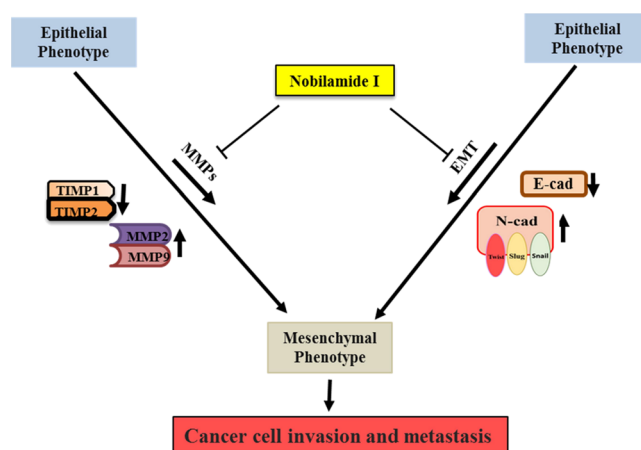 Epithelial
Phenotype
Epithelial
Phenotype
Nobilamide I
MMPs
EMT
TIMP1
TIMP2
MMP2
MMP9
E-cad
N-cad
Twist
Slug
Snail
Mesenchymal
Phenotype
Cancer cell invasion and metastasis